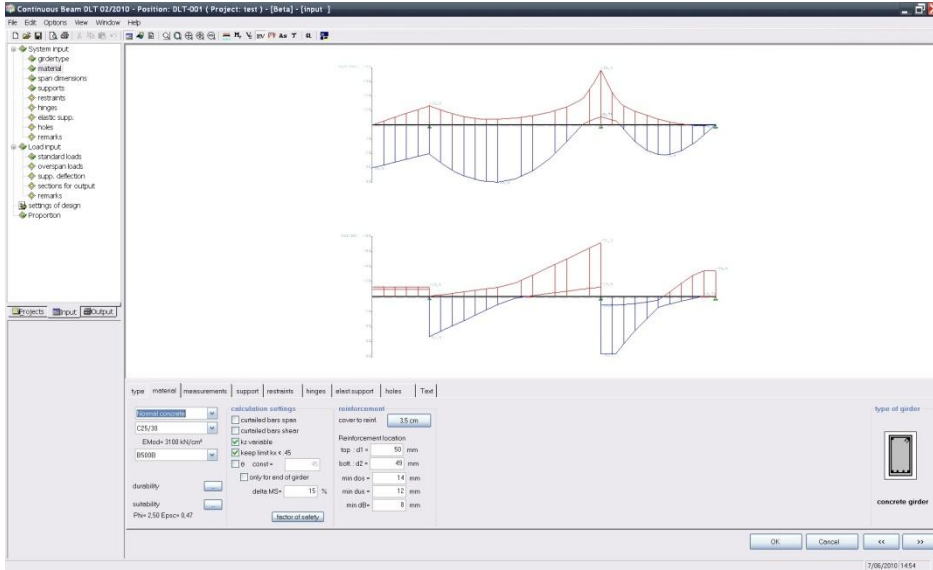 Continuous Beam DLT 02/2010 - Position: DLT-001 ( Project: test ) - [Beta] - [input ]
File Edit Options View Window Help
System input
girdertype
material
span dimensions
supports
restraints
hinges
elastic supp.
holes
remarks
Load input
standard loads
overspan loads
supp. deflection
sections for output
remarks
settings of design
Proportion
Projects Input Output
type material measurements support restraints hinges elast support holes Text
Normal concrete
C25/30
EMod= 3100 kN/cm²
B500B
durability ...
suitability ...
Phi= 2,50 Epsc= 0,47
calculation settings
curtailed bars span
curtailed bars shear
kz variable
keep limit kx < .45
θ const = 45
only for end of girder
delta MS= 15 %
factor of safety
reinforcement
cover to reinf. 3.5 cm
Reinforcement location
top : d1 = 50 mm
bott. : d2 = 49 mm
min dos = 14 mm
min dus = 12 mm
min dB= 8 mm
type of girder
concrete girder
OK Cancel << >>
7/06/2010 14:54